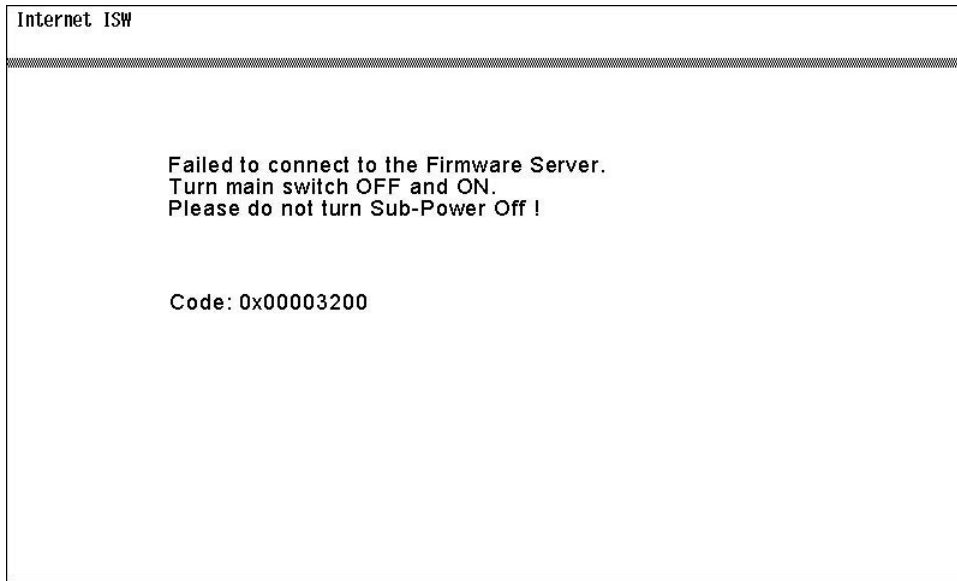 Internet ISW
Failed to connect to the Firmware Server.
Turn main switch OFF and ON.
Please do not turn Sub-Power Off !
Code: 0x00003200